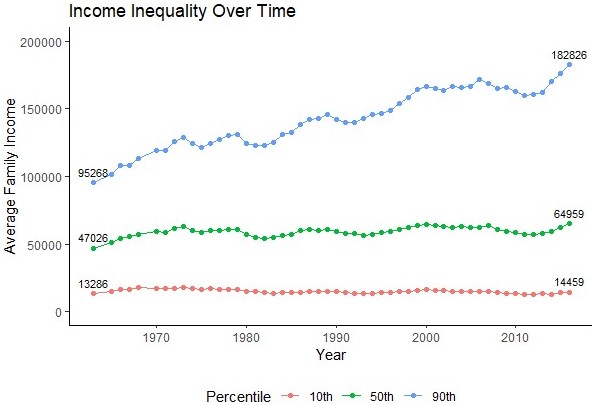 Income Inequality Over Time
Average Family Income
200000
150000
100000
50000
0
182826
95268
64959
47026
13286
14459
1970 1980 1990 2000 2010
Year
Percentile 10th 50th 90th